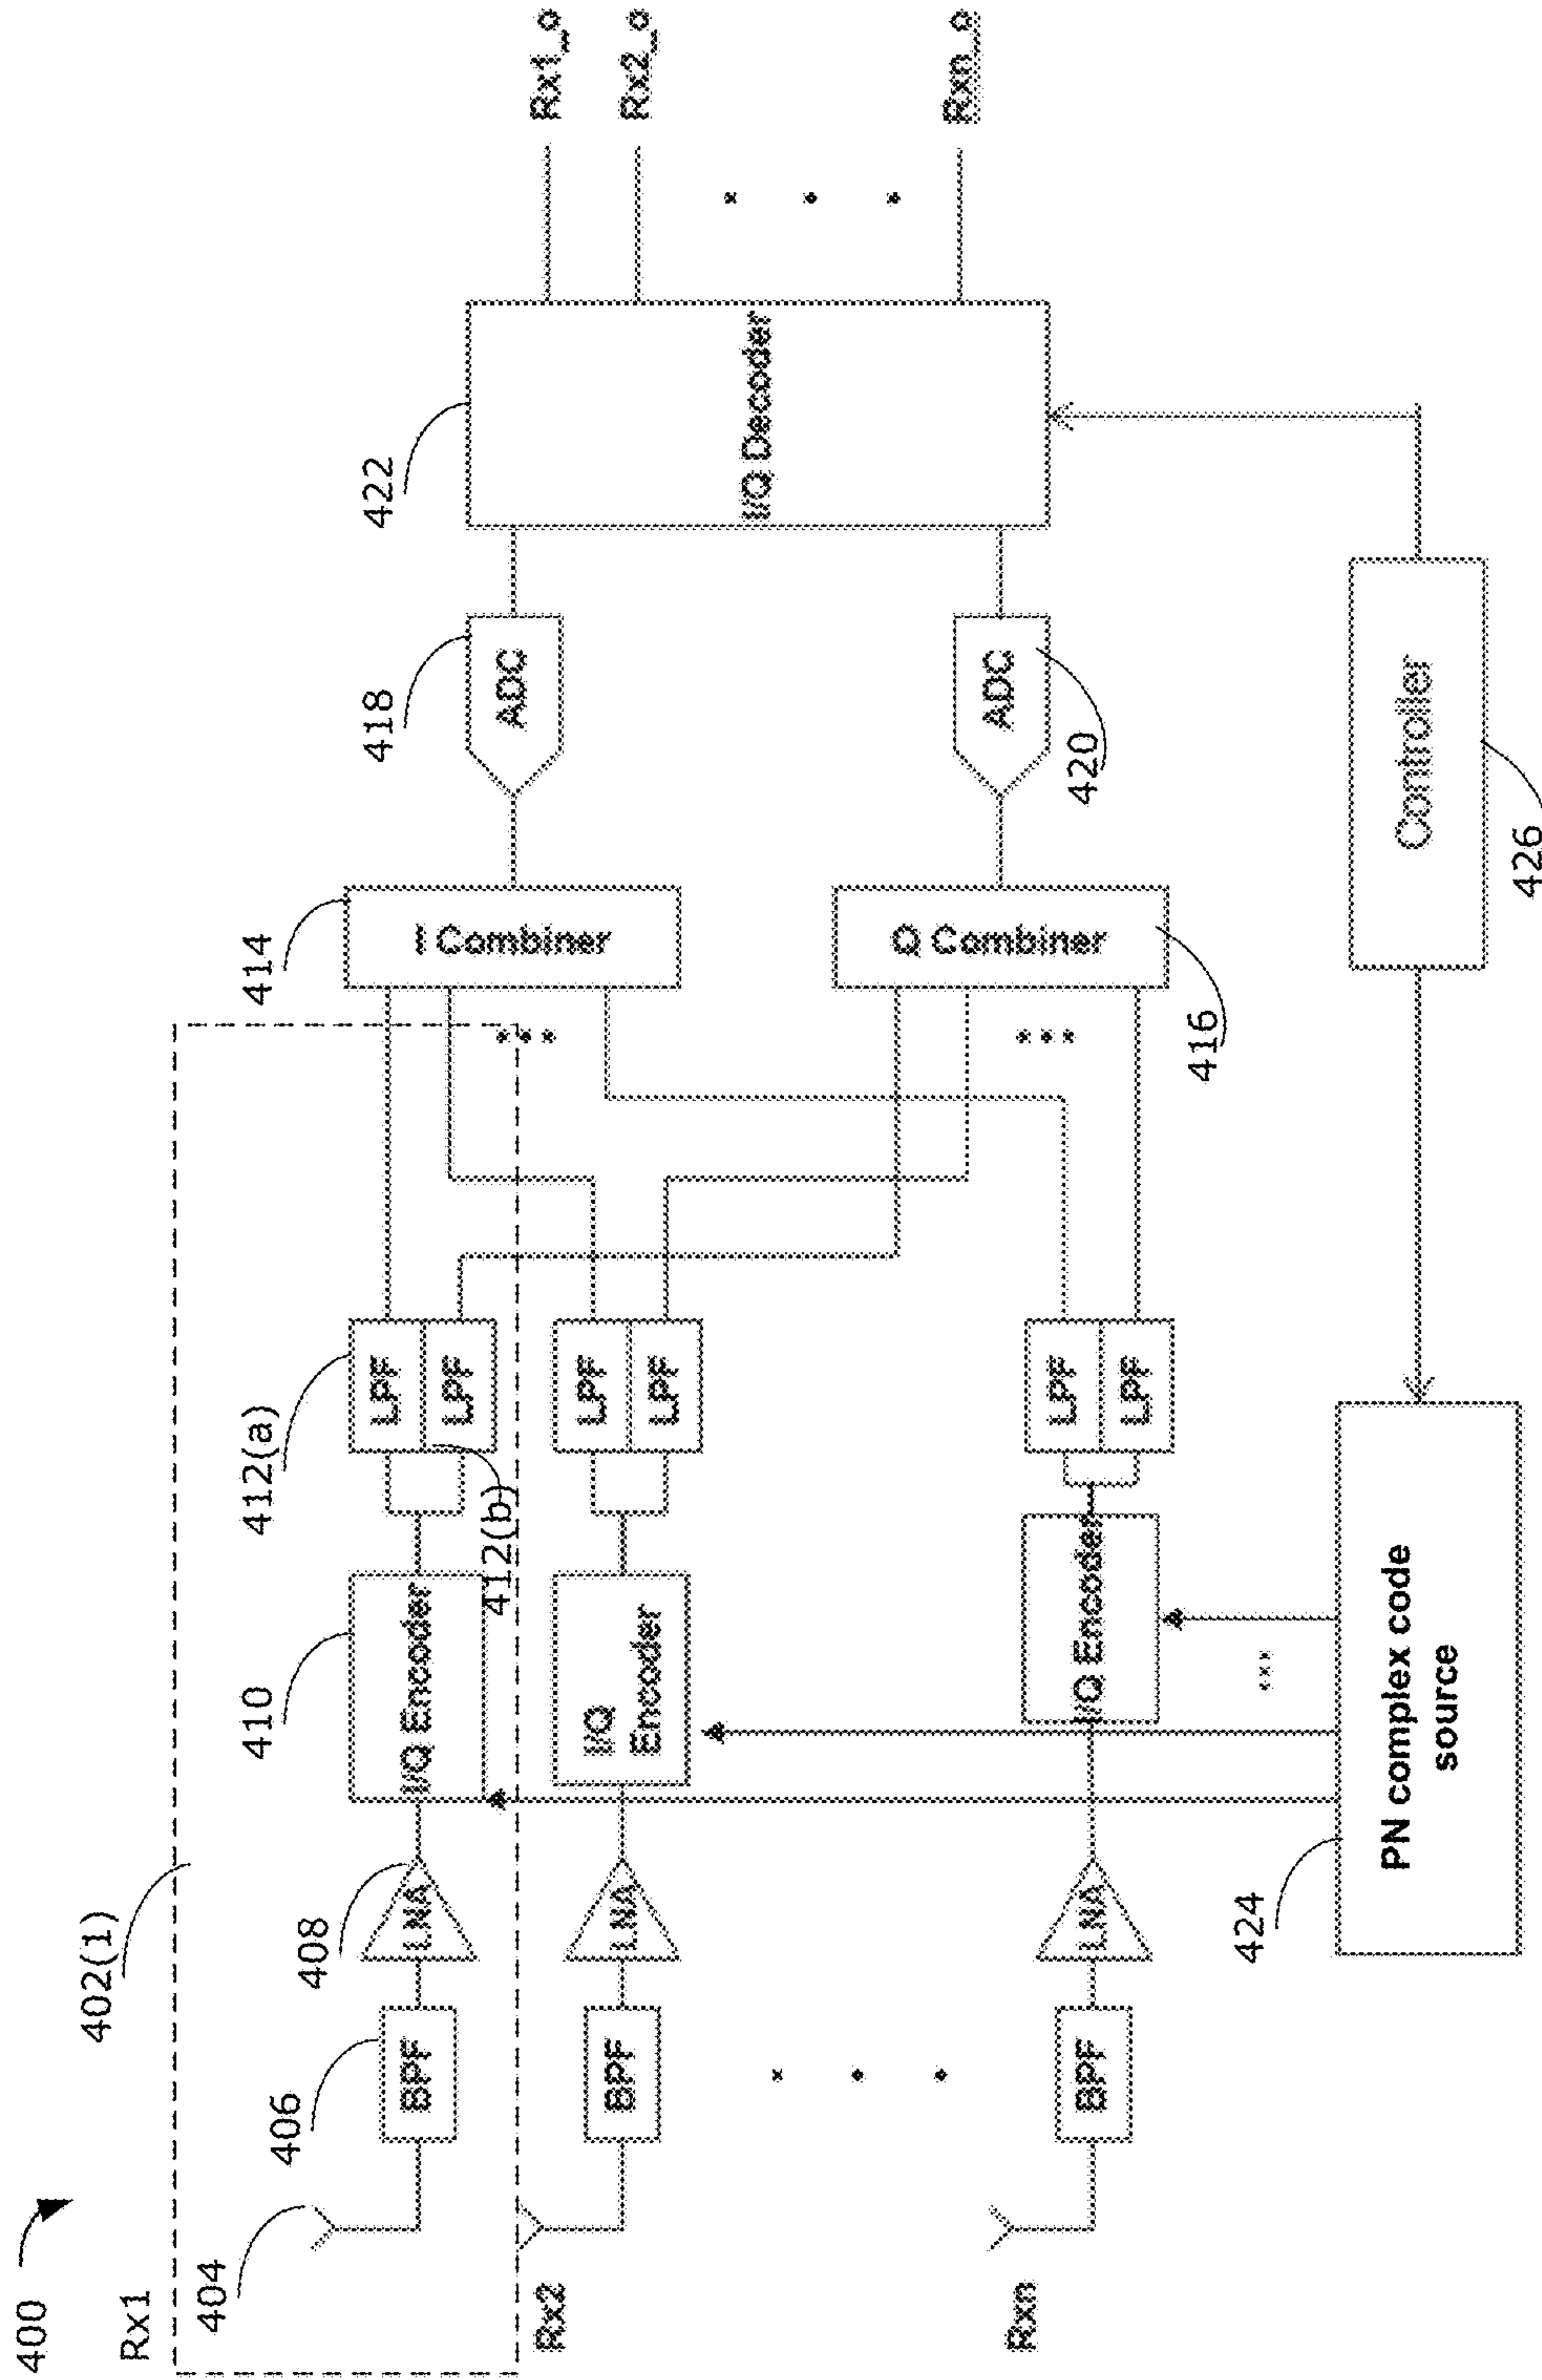 400
Rx1
402(1)
404
406
408
410
412(a)
412(b)
414
422
418
BPF
LNA
I/Q Encoder
LPF
LPF
I Combiner
ADC
I/Q Decoder
Rx1_o
Rx2_o
Rxn_o
Rx2
BPF
LNA
I/Q
Encoder
LPF
LPF
Q Combiner
ADC
416
420
Rxn
BPF
LNA
I/Q Encoder
LPF
LPF
424
PN complex code
source
Controller
426